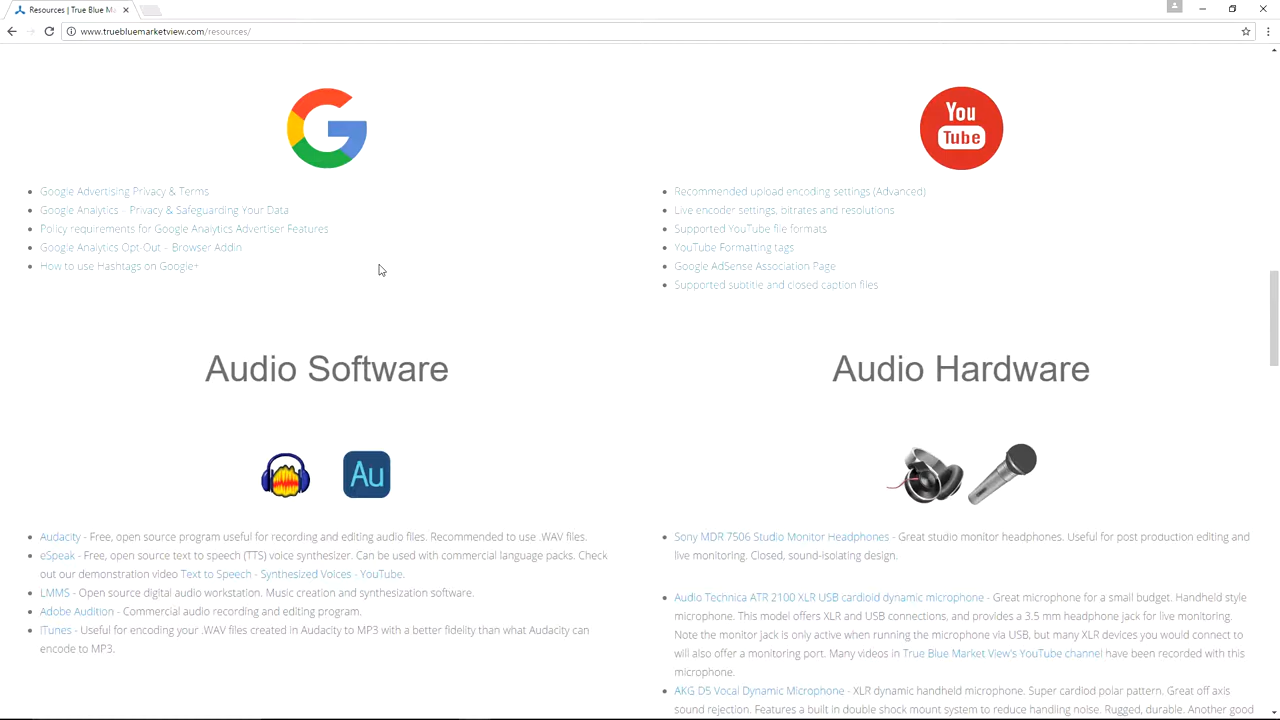 Resources | True Blue Ma
www.truebluemarketview.com/resources/
You
Tube
Google Advertising Privacy & Terms
Google Analytics - Privacy & Safeguarding Your Data
Policy requirements for Google Analytics Advertiser Features
Google Analytics Opt-Out - Browser Addin
How to use Hashtags on Google+
Recommended upload encoding settings (Advanced)
Live encoder settings, bitrates and resolutions
Supported YouTube file formats
YouTube Formatting tags
Google AdSense Association Page
Supported subtitle and closed caption files
Audio Software
Au
Audacity - Free, open source program useful for recording and editing audio files. Recommended to use .WAV files.
eSpeak - Free, open source text to speech (TTS) voice synthesizer. Can be used with commercial language packs. Check
out our demonstration video Text to Speech - Synthesized Voices - YouTube.
LMMS - Open source digital audio workstation. Music creation and synthesization software.
Adobe Audition - Commercial audio recording and editing program.
iTunes - Useful for encoding your .WAV files created in Audacity to MP3 with a better fidelity than what Audacity can
encode to MP3.
Audio Hardware
Sony MDR 7506 Studio Monitor Headphones - Great studio monitor headphones. Useful for post production editing and
live monitoring. Closed, sound-isolating design.
Audio Technica ATR 2100 XLR USB cardioid dynamic microphone - Great microphone for a small budget. Handheld style
microphone. This model offers XLR and USB connections, and provides a 3.5 mm headphone jack for live monitoring.
Note the monitor jack is only active when running the microphone via USB, but many XLR devices you would connect to
will also offer a monitoring port. Many videos in True Blue Market View's YouTube channel have been recorded with this
microphone.
AKG D5 Vocal Dynamic Microphone - XLR dynamic handheld microphone. Super cardiod polar pattern. Great off axis
sound rejection. Features a built in double shock mount system to reduce handling noise. Rugged, durable. Another good